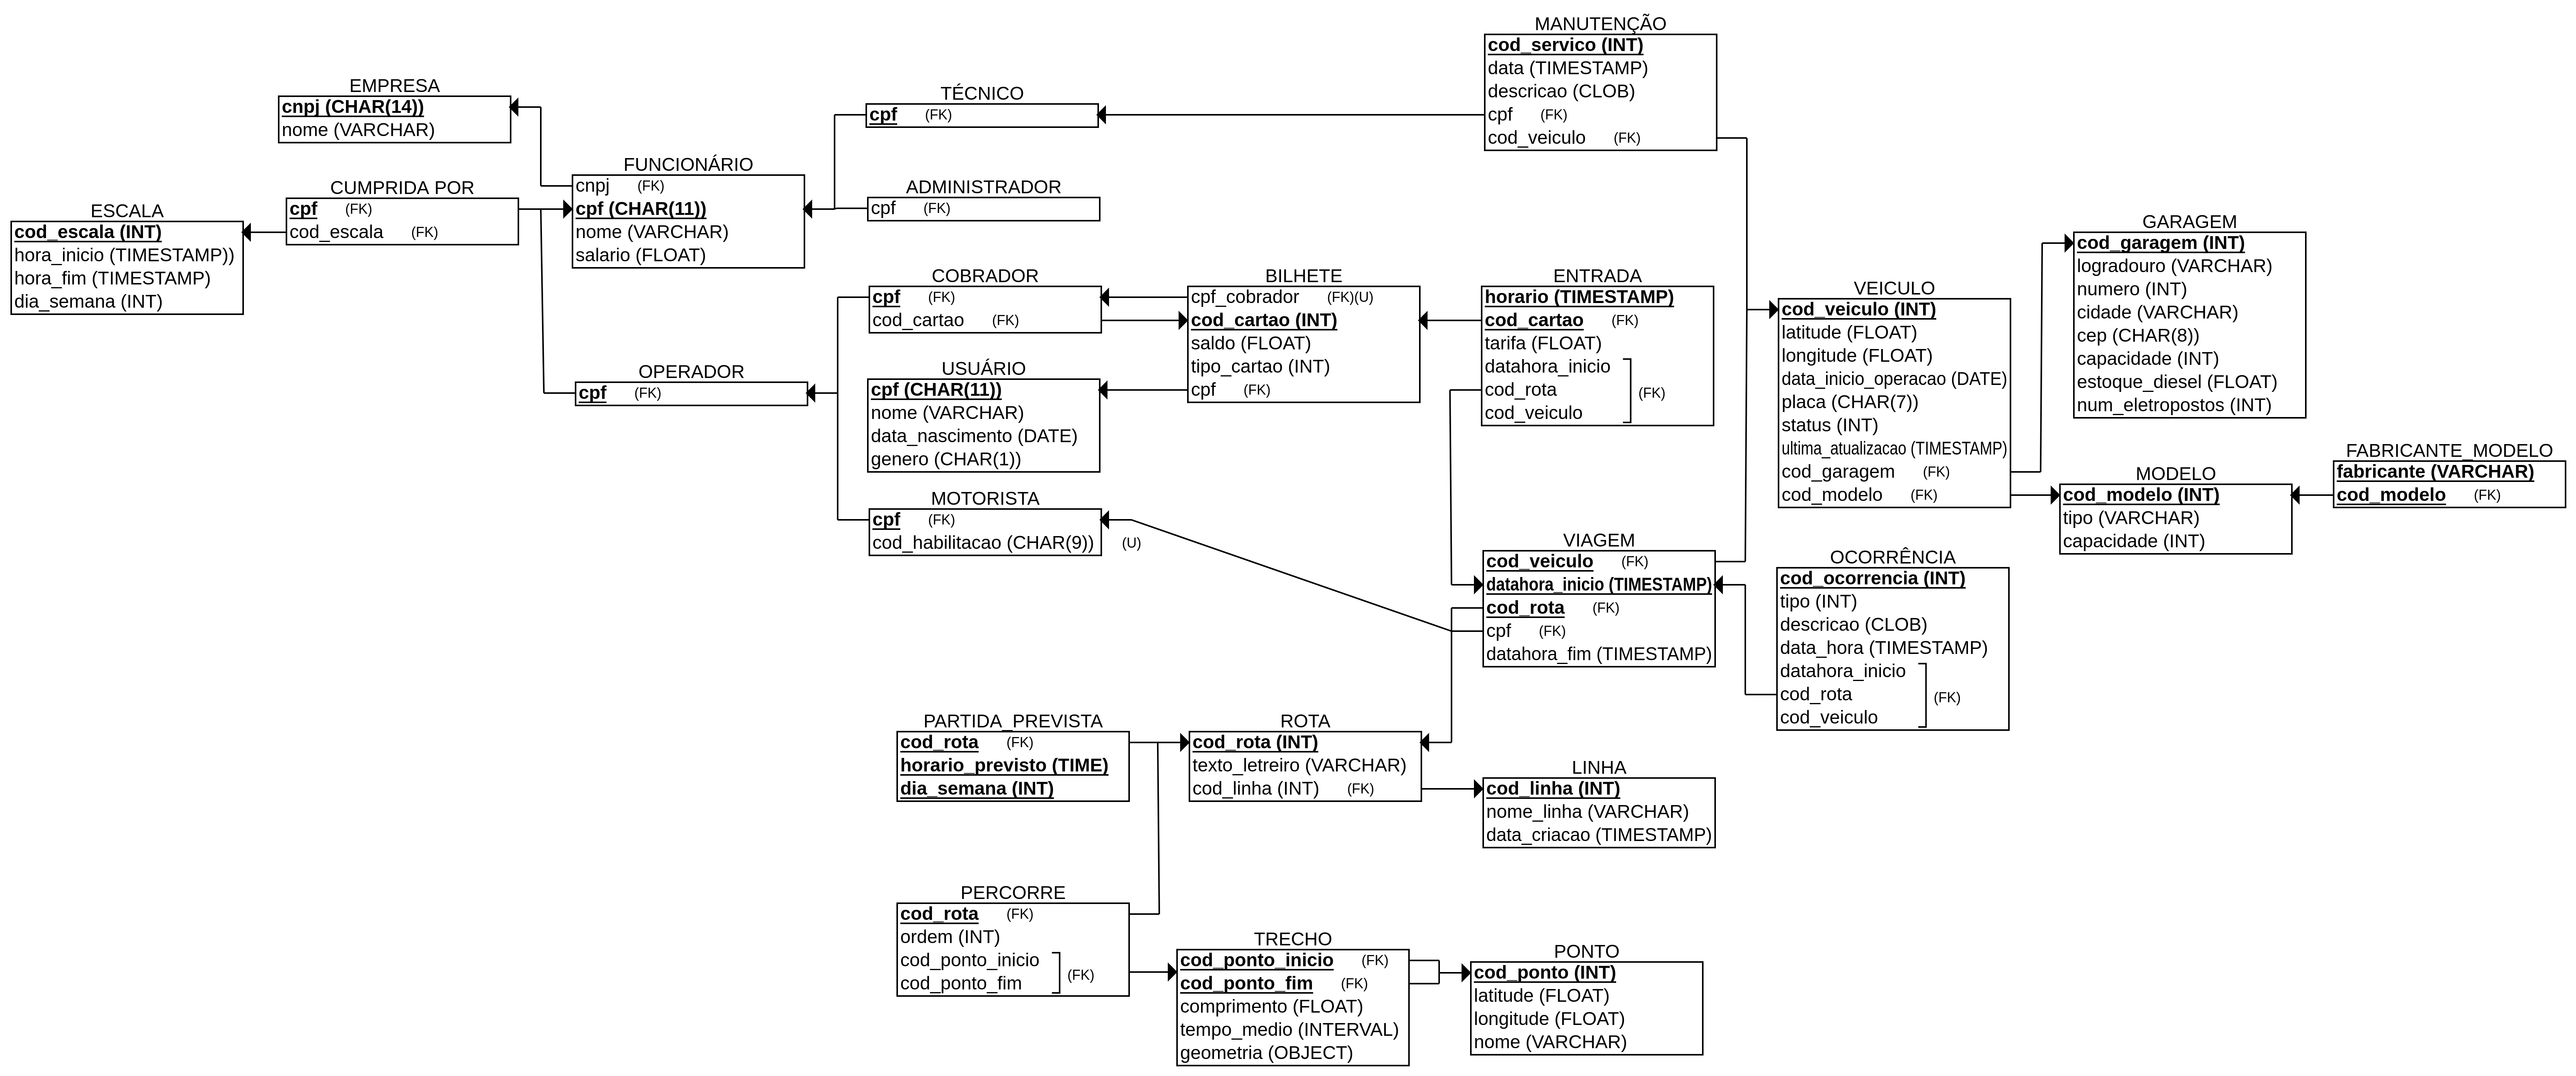 MANUTENÇÃO
cod_servico (INT)
data (TIMESTAMP)
descricao (CLOB)
cpf (FK)
cod_veiculo (FK)
EMPRESA
cnpj (CHAR(14))
nome (VARCHAR)
TÉCNICO
cpf (FK)
FUNCIONÁRIO
cnpj (FK)
cpf (CHAR(11))
nome (VARCHAR)
salario (FLOAT)
CUMPRIDA POR
cpf (FK)
cod_escala (FK)
ADMINISTRADOR
cpf (FK)
ESCALA
cod_escala (INT)
hora_inicio (TIMESTAMP))
hora_fim (TIMESTAMP)
dia_semana (INT)
COBRADOR
cpf (FK)
cod_cartao (FK)
BILHETE
cpf_cobrador (FK)(U)
cod_cartao (INT)
saldo (FLOAT)
tipo_cartao (INT)
cpf (FK)
ENTRADA
horario (TIMESTAMP)
cod_cartao (FK)
tarifa (FLOAT)
datahora_inicio
cod_rota (FK)
cod_veiculo
VEICULO
cod_veiculo (INT)
latitude (FLOAT)
longitude (FLOAT)
data_inicio_operacao (DATE)
placa (CHAR(7))
status (INT)
ultima_atualizacao (TIMESTAMP)
cod_garagem (FK)
cod_modelo (FK)
GARAGEM
cod_garagem (INT)
logradouro (VARCHAR)
numero (INT)
cidade (VARCHAR)
cep (CHAR(8))
capacidade (INT)
estoque_diesel (FLOAT)
num_eletropostos (INT)
OPERADOR
cpf (FK)
USUÁRIO
cpf (CHAR(11))
nome (VARCHAR)
data_nascimento (DATE)
genero (CHAR(1))
MODELO
cod_modelo (INT)
tipo (VARCHAR)
capacidade (INT)
FABRICANTE_MODELO
fabricante (VARCHAR)
cod_modelo (FK)
MOTORISTA
cpf (FK)
cod_habilitacao (CHAR(9)) (U)
VIAGEM
cod_veiculo (FK)
datahora_inicio (TIMESTAMP)
cod_rota (FK)
cpf (FK)
datahora_fim (TIMESTAMP)
OCORRÊNCIA
cod_ocorrencia (INT)
tipo (INT)
descricao (CLOB)
data_hora (TIMESTAMP)
datahora_inicio
cod_rota (FK)
cod_veiculo
PARTIDA_PREVISTA
cod_rota (FK)
horario_previsto (TIME)
dia_semana (INT)
ROTA
cod_rota (INT)
texto_letreiro (VARCHAR)
cod_linha (INT) (FK)
LINHA
cod_linha (INT)
nome_linha (VARCHAR)
data_criacao (TIMESTAMP)
PERCORRE
cod_rota (FK)
ordem (INT)
cod_ponto_inicio
cod_ponto_fim (FK)
TRECHO
cod_ponto_inicio (FK)
cod_ponto_fim (FK)
comprimento (FLOAT)
tempo_medio (INTERVAL)
geometria (OBJECT)
PONTO
cod_ponto (INT)
latitude (FLOAT)
longitude (FLOAT)
nome (VARCHAR)